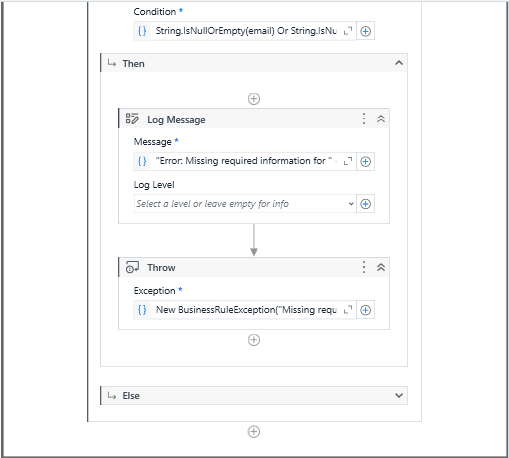 Condition *
{} String.IsNullOrEmpty(email) Or String.IsNu
Then
Log Message
Message *
{} "Error: Missing required information for "
Log Level
Select a level or leave empty for info
Throw
Exception *
{} New BusinessRuleException("Missing requ
Else